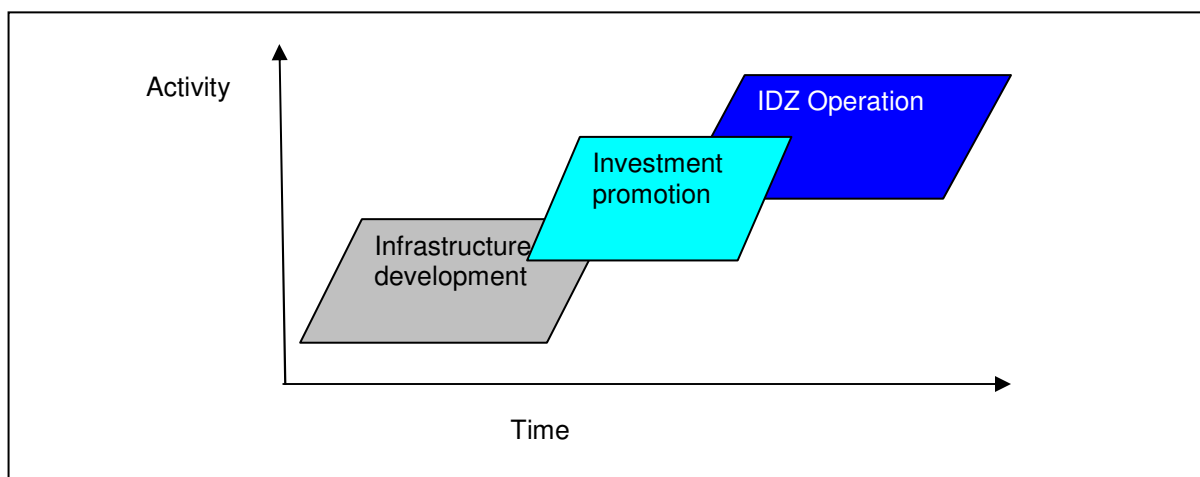 Activity
IDZ Operation
Investment
promotion
Infrastructure
development
Time